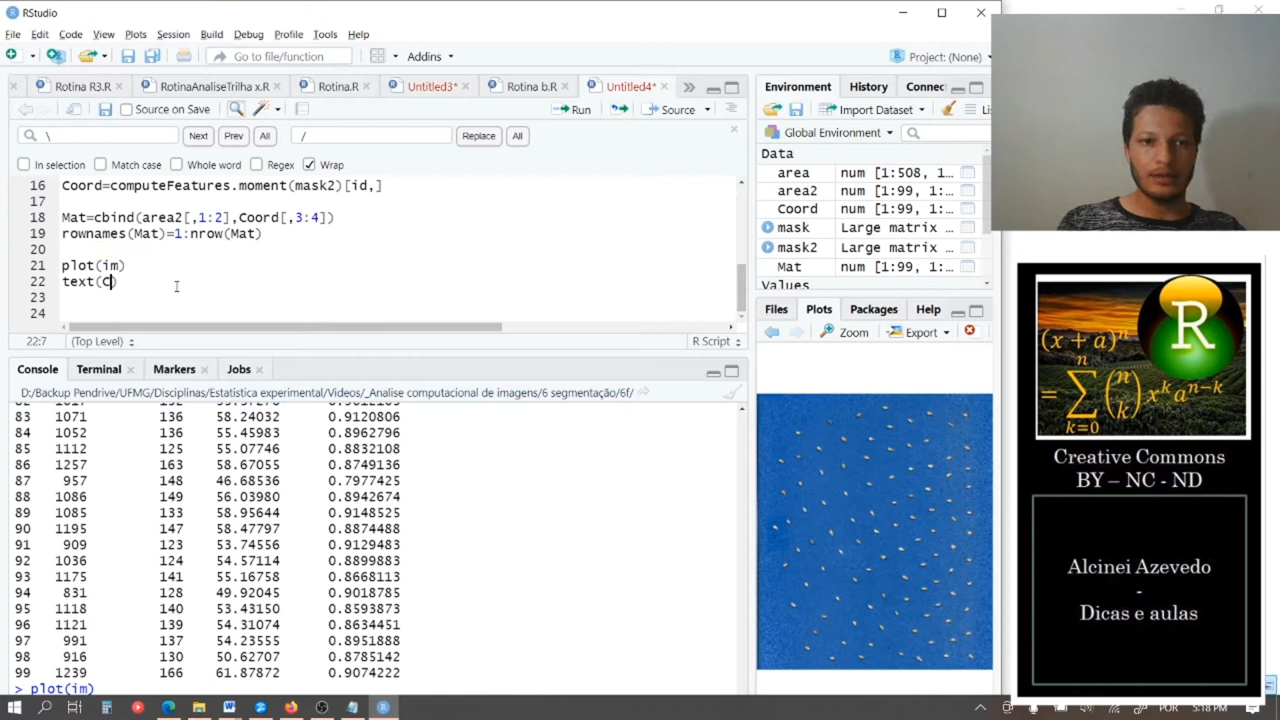 RStudio
File Edit Code View Plots Session Build Debug Profile Tools Help
Go to file/function Addins Project: (None)
Rotina R3.R RotinaAnaliseTrilha x.R Rotina.R Untitled3* Rotina b.R Untitled4*
Source on Save Run Source
\ Next Prev All / Replace All
In selection Match case Whole word Regex Wrap
16 Coord=computeFeatures.moment(mask2)[id,]
17
18 Mat=cbind(area2[,1:2],Coord[,3:4])
19 rownames(Mat)=1:nrow(Mat)
20
21 plot(im)
22 text(C)
23
24
22:7 (Top Level) R Script
Console Terminal Markers Jobs
D:/Backup Pendrive/UFMG/Disciplinas/Estatistica experimental/Videos/_Analise computacional de imagens/6 segmentação/6f/
83 1071 136 58.24032 0.9120806
84 1052 136 55.45983 0.8962796
85 1112 125 55.07746 0.8832108
86 1257 163 58.67055 0.8749136
87 957 148 46.68536 0.7977425
88 1086 149 56.03980 0.8942674
89 1085 133 58.95644 0.9148525
90 1195 147 58.47797 0.8874488
91 909 123 53.74556 0.9129483
92 1036 124 54.57114 0.8899883
93 1175 141 55.16758 0.8668113
94 831 128 49.92045 0.9018785
95 1118 140 53.43150 0.8593873
96 1121 139 54.31074 0.8634451
97 991 137 54.23555 0.8951888
98 916 130 50.62707 0.8785142
99 1239 166 61.87872 0.9074222
> plot(im)
Environment History Connec
Import Dataset Li
Global Environment
Data
area num [1:508, 1...
area2 num [1:99, 1:...
Coord num [1:99, 1:...
mask Large matrix
mask2 Large matrix
Mat num [1:99, 1:...
Values
Files Plots Packages Help
Zoom Export
R
(x + a)^n
n
= ∑ (n k) x^k a^{n-k}
k=0
Creative Commons
BY – NC - ND
Alcinei Azevedo
-
Dicas e aulas
POR 5:18 PM